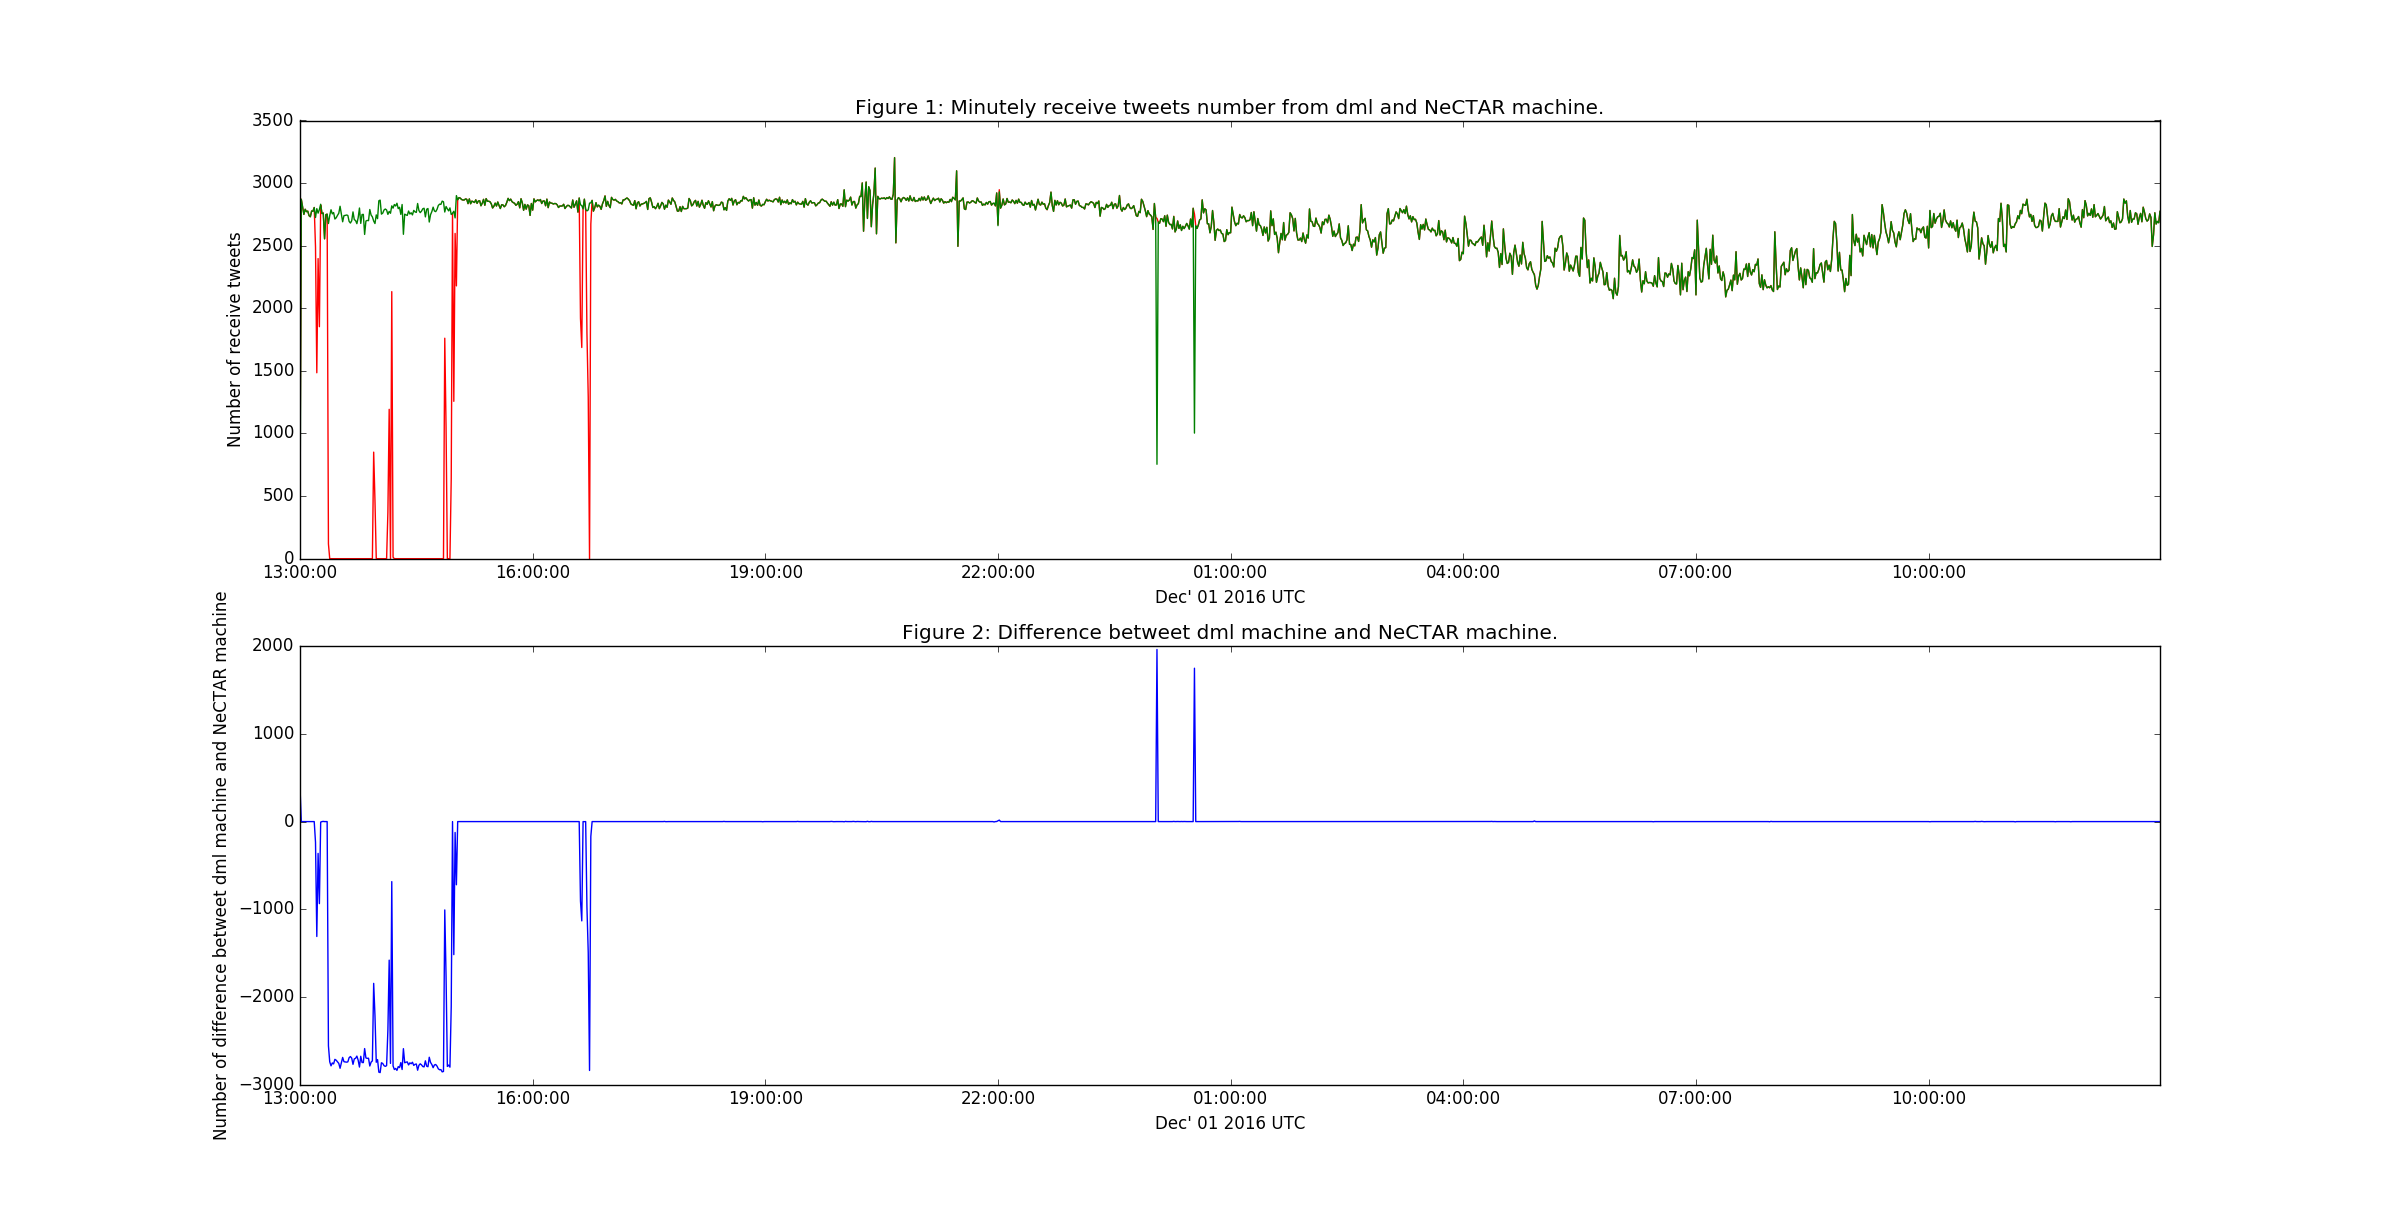 Figure 1: Minutely receive tweets number from dml and NeCTAR machine.
Number of receive tweets
3500
3000
2500
2000
1500
1000
500
0
13:00:00 16:00:00 19:00:00 22:00:00 01:00:00 04:00:00 07:00:00 10:00:00
Dec' 01 2016 UTC
Figure 2: Difference betweet dml machine and NeCTAR machine.
Number of difference betweet dml machine and NeCTAR machine
2000
1000
0
−1000
−2000
−3000
13:00:00 16:00:00 19:00:00 22:00:00 01:00:00 04:00:00 07:00:00 10:00:00
Dec' 01 2016 UTC